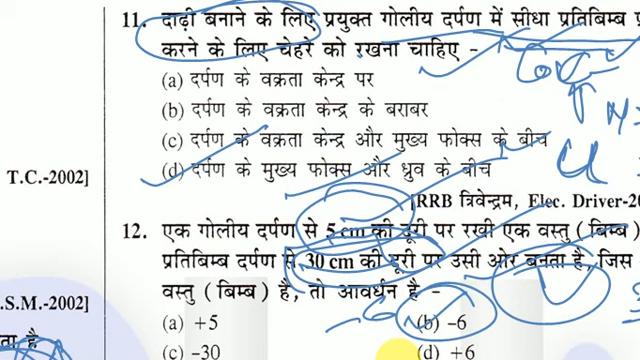 11. दाढ़ी बनाने के लिए प्रयुक्त गोलीय दर्पण में सीधा प्रतिबिम्ब
करने के लिए चेहरे को रखना चाहिए -
(a) दर्पण के वक्रता केन्द्र पर
(b) दर्पण के वक्रता केन्द्र के बराबर
(c) दर्पण के वक्रता केन्द्र और मुख्य फोक्स के बीच
(d) दर्पण के मुख्य फोक्स और ध्रुव के बीच
T.C.-2002]
[RRB त्रिवेन्द्रम, Elec. Driver-20
12. एक गोलीय दर्पण से 5 cm की दूरी पर रखी एक वस्तु ( बिम्ब )
प्रतिबिम्ब दर्पण से 30 cm की दूरी पर उसी ओर बनता है, जिस
.S.M.-2002]
वस्तु ( बिम्ब ) है, तो आवर्धन है -
-6
(a) +5
(b) -6
ता है
(c) -30
(d) +6